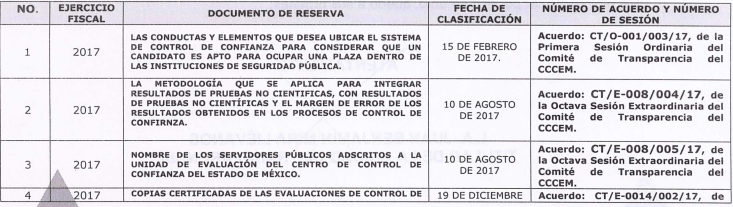 NO.
EJERCICIO
FISCAL
DOCUMENTO DE RESERVA
FECHA DE
CLASIFICACIÓN
NÚMERO DE ACUERDO Y NÚMERO
DE SESIÓN
1
2017
LAS CONDUCTAS Y ELEMENTOS QUE DESEA UBICAR EL SISTEMA
DE CONTROL DE CONFIANZA PARA CONSIDERAR QUE UN
CANDIDATO ES APTO PARA OCUPAR UNA PLAZA DENTRO DE
LAS INSTITUCIONES DE SEGURIDAD PÚBLICA.
15 DE FEBRERO
DE 2017.
Acuerdo: CT/O-001/003/17, de la
Primera Sesión Ordinaria del
Comité de Transparencia del
CCCEM.
2
2017
LA METODOLOGÍA QUE SE APLICA PARA INTEGRAR
RESULTADOS DE PRUEBAS NO CIENTIFICAS, CON RESULTADOS
DE PRUEBAS NO CIENTÍFICAS Y EL MARGEN DE ERROR DE LOS
RESULTADOS OBTENIDOS EN LOS PROCESOS DE CONTROL DE
CONFIRNZA.
10 DE AGOSTO
DE 2017
Acuerdo: CT/E-008/004/17, de
la Octava Sesión Extraordinaria del
Comité de Transparencia del
CCCEM.
3
2017
NOMBRE DE LOS SERVIDORES PÚBLICOS ADSCRITOS A LA
UNIDAD DE EVALUACIÓN DEL CENTRO DE CONTROL DE
CONFIANZA DEL ESTADO DE MÉXICO.
10 DE AGOSTO
DE 2017
Acuerdo: CT/E-008/005/17, de
la Octava Sesión Extraordinaria del
Comité de Transparencia del
CCCEM.
4
2017
COPIAS CERTIFICADAS DE LAS EVALUACIONES DE CONTROL DE
19 DE DICIEMBRE
Acuerdo: CT/E-0014/002/17, de